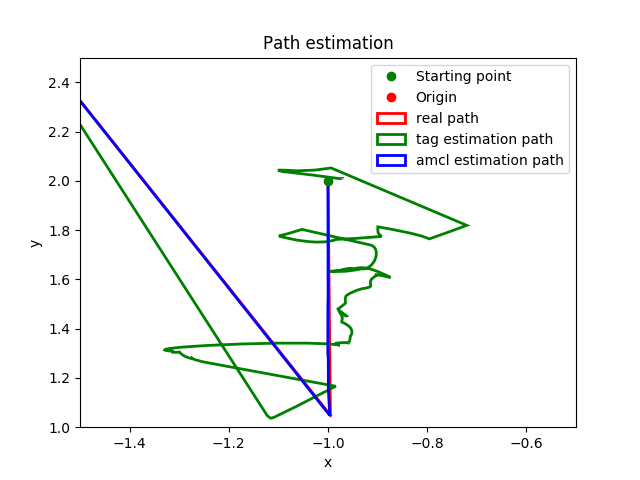 Path estimation
Starting point
Origin
real path
tag estimation path
amcl estimation path
y
2.4
2.2
2.0
1.8
1.6
1.4
1.2
1.0
−1.4
−1.2
−1.0
−0.8
−0.6
x